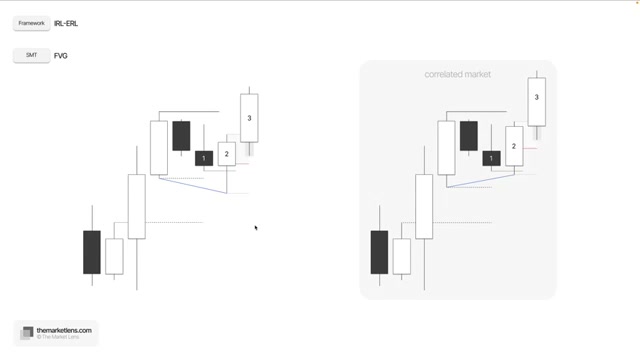 Framework IRL-ERL
SMT FVG
correlated market
3
2
1
3
2
1
themarketlens.com
© The Market Lens